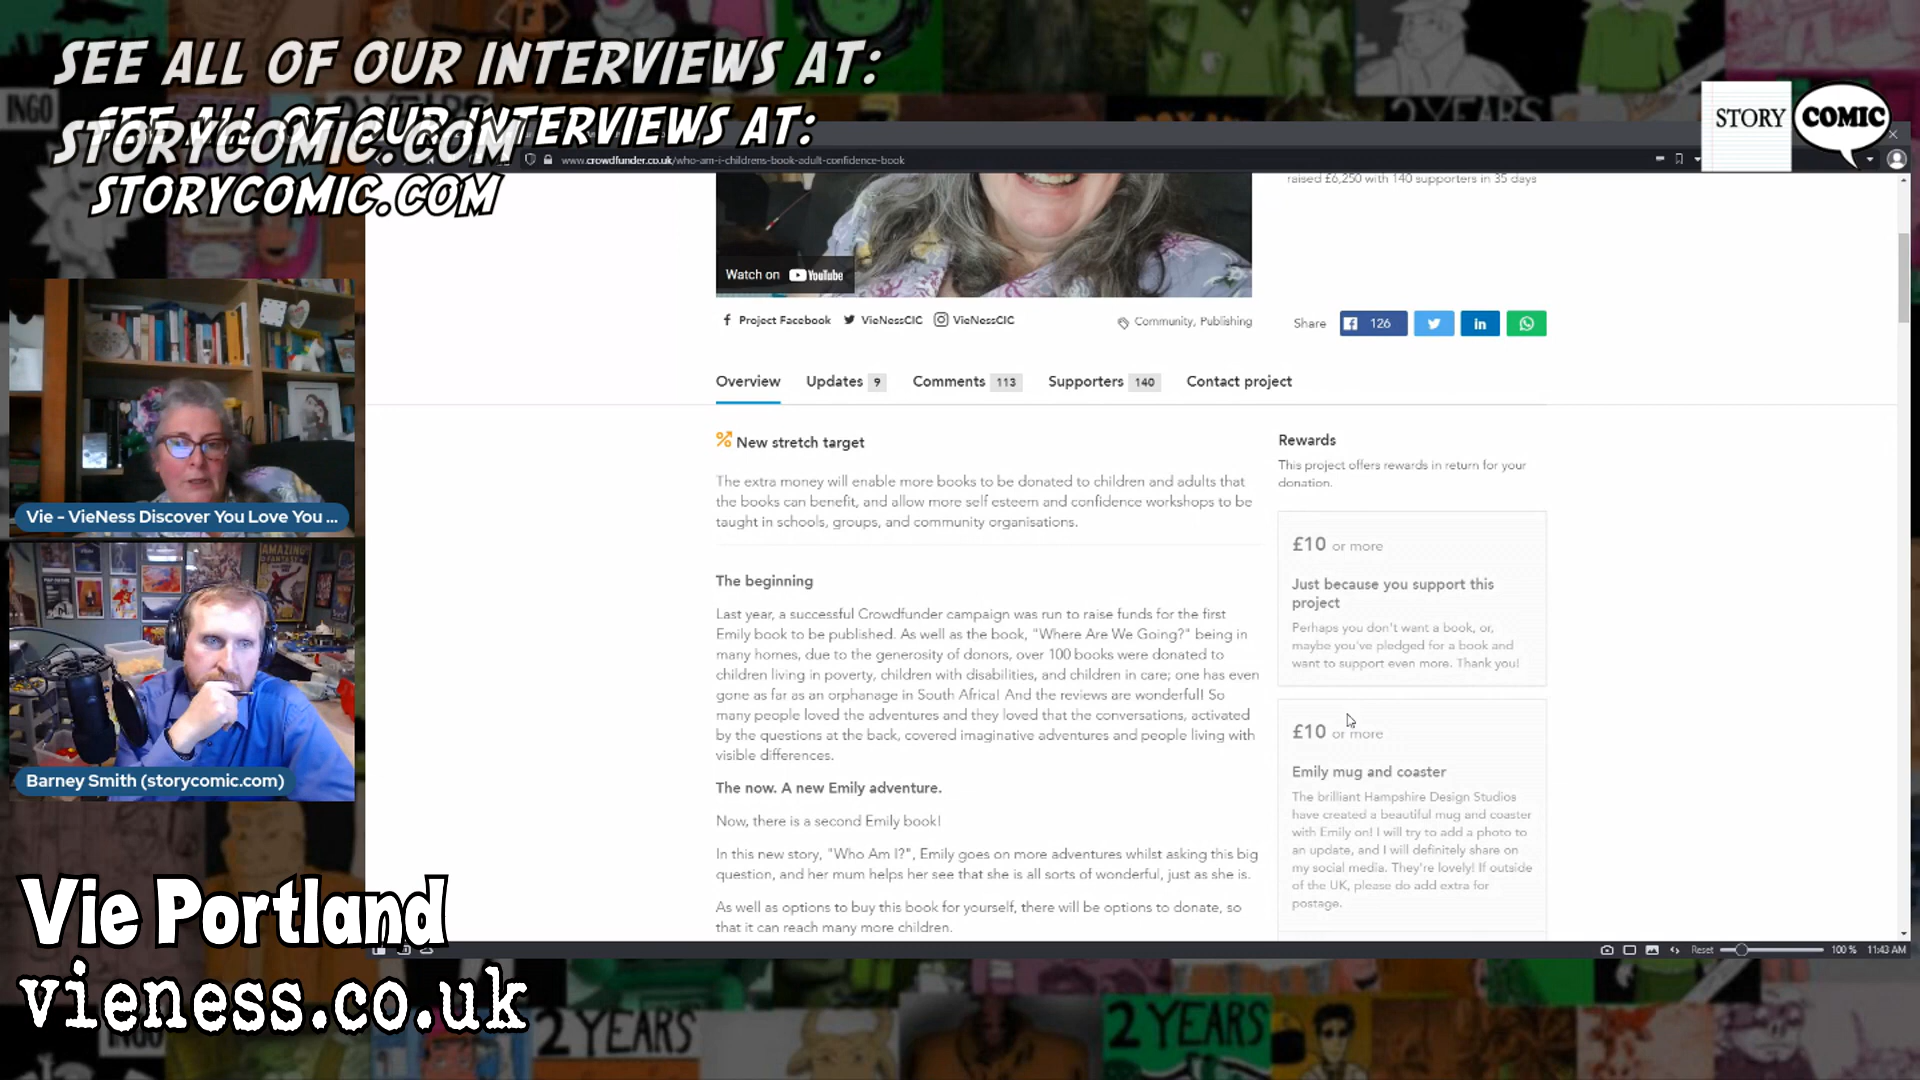 SEE ALL OF OUR INTERVIEWS AT:
SEE ALL OF OUR INTERVIEWS AT:
STORYCOMIC.COM
STORYCOMIC.COM
INGO
2 YEARS
STORY
COMIC
www.crowdfunder.co.uk/who-am-i-childrens-book-adult-confidence-book
raised £6,250 with 140 supporters in 35 days
Watch on YouTube
Project Facebook VieNessCIC VieNessCIC
Community, Publishing
Share 126
Overview Updates 9 Comments 113 Supporters 140 Contact project
New stretch target
The extra money will enable more books to be donated to children and adults that
the books can benefit, and allow more self esteem and confidence workshops to be
taught in schools, groups, and community organisations.
The beginning
Last year, a successful Crowdfunder campaign was run to raise funds for the first
Emily book to be published. As well as the book, "Where Are We Going?" being in
many homes, due to the generosity of donors, over 100 books were donated to
children living in poverty, children with disabilities, and children in care; one has even
gone as far as an orphanage in South Africa! And the reviews are wonderful! So
many people loved the adventures and they loved that the conversations, activated
by the questions at the back, covered imaginative adventures and people living with
visible differences.
The now. A new Emily adventure.
Now, there is a second Emily book!
In this new story, "Who Am I?", Emily goes on more adventures whilst asking this big
question, and her mum helps her see that she is all sorts of wonderful, just as she is.
As well as options to buy this book for yourself, there will be options to donate, so
that it can reach many more children.
Rewards
This project offers rewards in return for your
donation.
£10 or more
Just because you support this
project
Perhaps you don't want a book, or,
maybe you've pledged for a book and
want to support even more. Thank you!
£10 or more
Emily mug and coaster
The brilliant Hampshire Design Studios
have created a beautiful mug and coaster
with Emily on! I will try to add a photo to
an update, and I will definitely share on
my social media. They're lovely! If outside
of the UK, please do add extra for
postage.
Reset 100 % 11:43 AM
Vie - VieNess Discover You Love You ...
AMAZING
FANTASY
Barney Smith (storycomic.com)
Vie Portland
vieness.co.uk
2 YEARS
2 YEARS